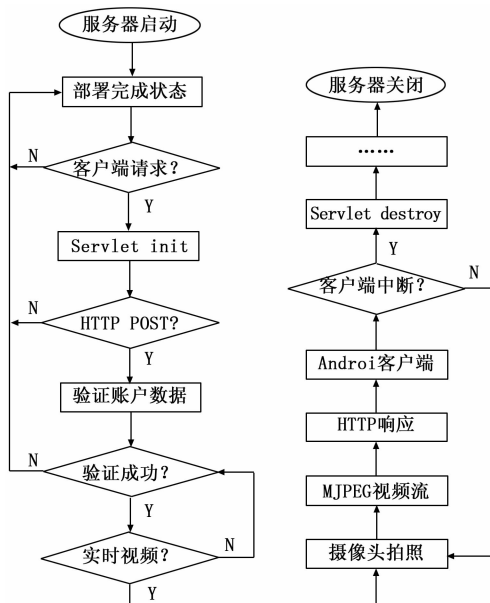 服务器启动
部署完成状态
客户端请求?
N
Y
Servlet init
HTTP POST?
N
Y
验证账户数据
验证成功?
N
Y
实时视频?
N
Y
服务器关闭
······
Servlet destroy
Y
客户端中断?
N
Androi客户端
HTTP响应
MJPEG视频流
摄像头拍照